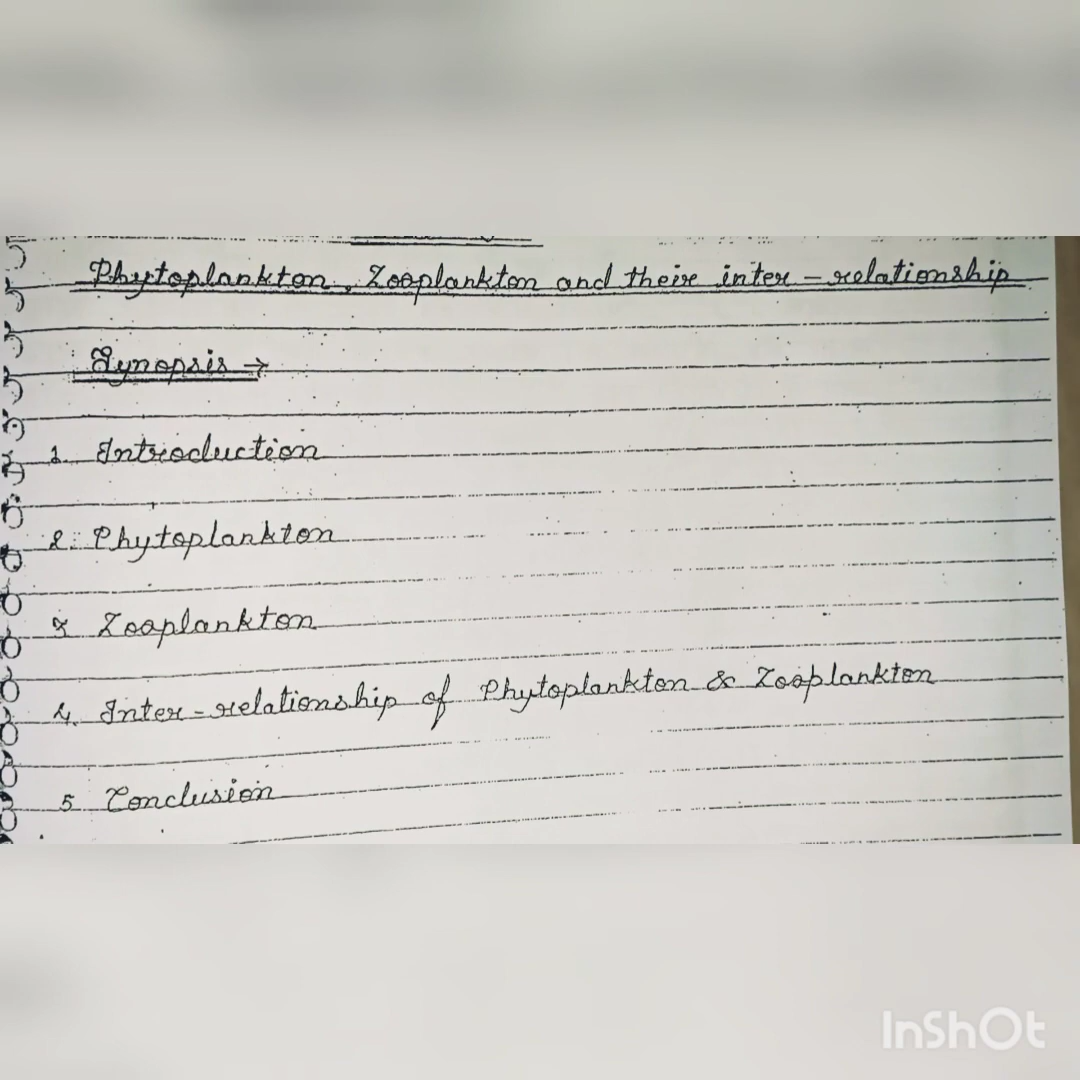 Phytoplankton, Zooplankton and their inter-relationship
Synopsis →
1. Introduction
2. Phytoplankton
3 Zooplankton
4. Inter-relationship of Phytoplankton & Zooplankton
5 Conclusion
InShOt